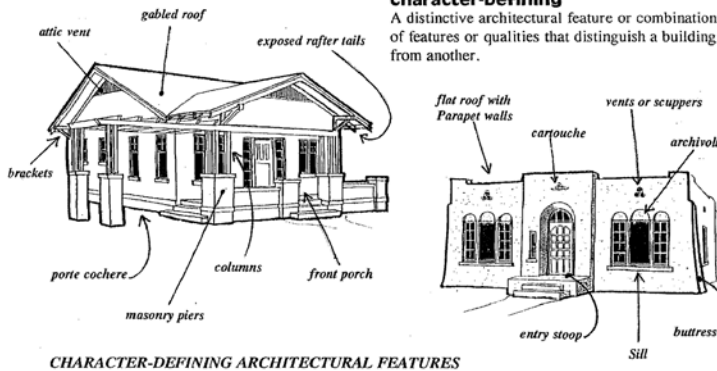 Character-Defining
A distinctive architectural feature or combination
of features or qualities that distinguish a building
from another.
gabled roof
attic vent
exposed rafter tails
brackets
porte cochere
columns
front porch
masonry piers
flat roof with
Parapet walls
cartouche
vents or scuppers
entry stoop
Sill
buttress
CHARACTER-DEFINING ARCHITECTURAL FEATURES